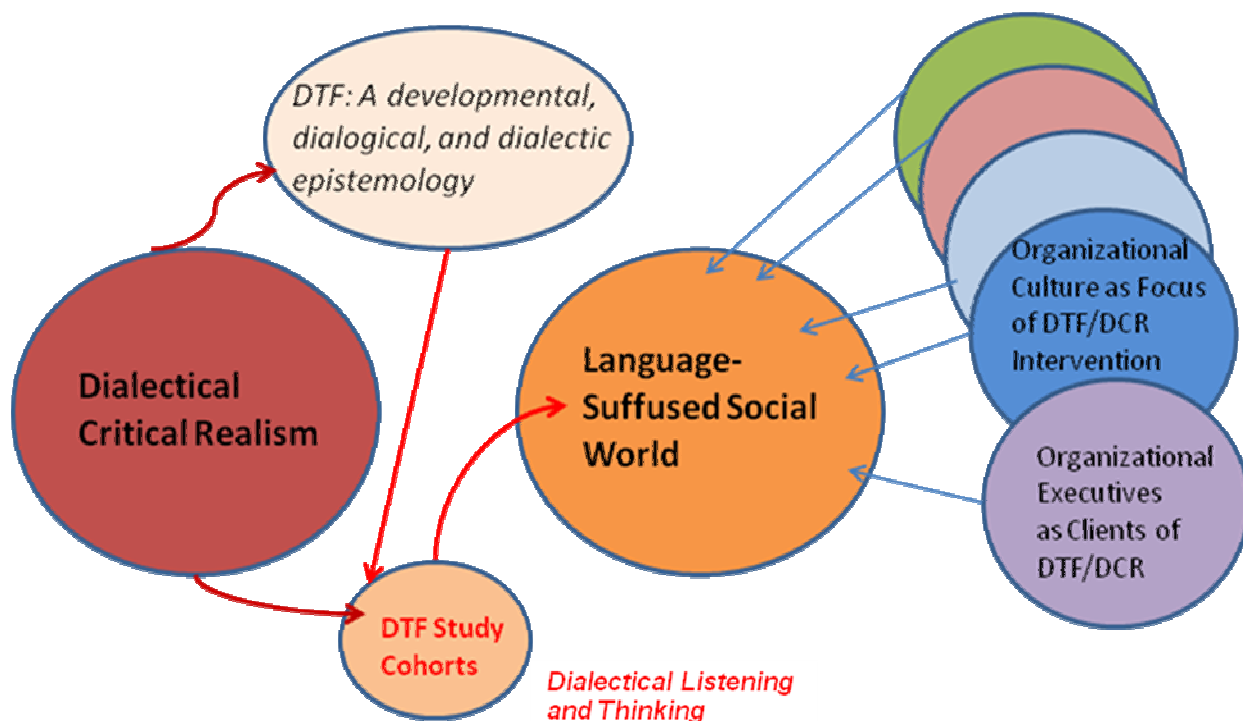 DTF: A developmental,
dialogical, and dialectic
epistemology
Dialectical
Critical Realism
Language-
Suffused Social
World
Organizational
Culture as Focus
of DTF/DCR
Intervention
Organizational
Executives
as Clients of
DTF/DCR
DTF Study
Cohorts
Dialectical Listening
and Thinking